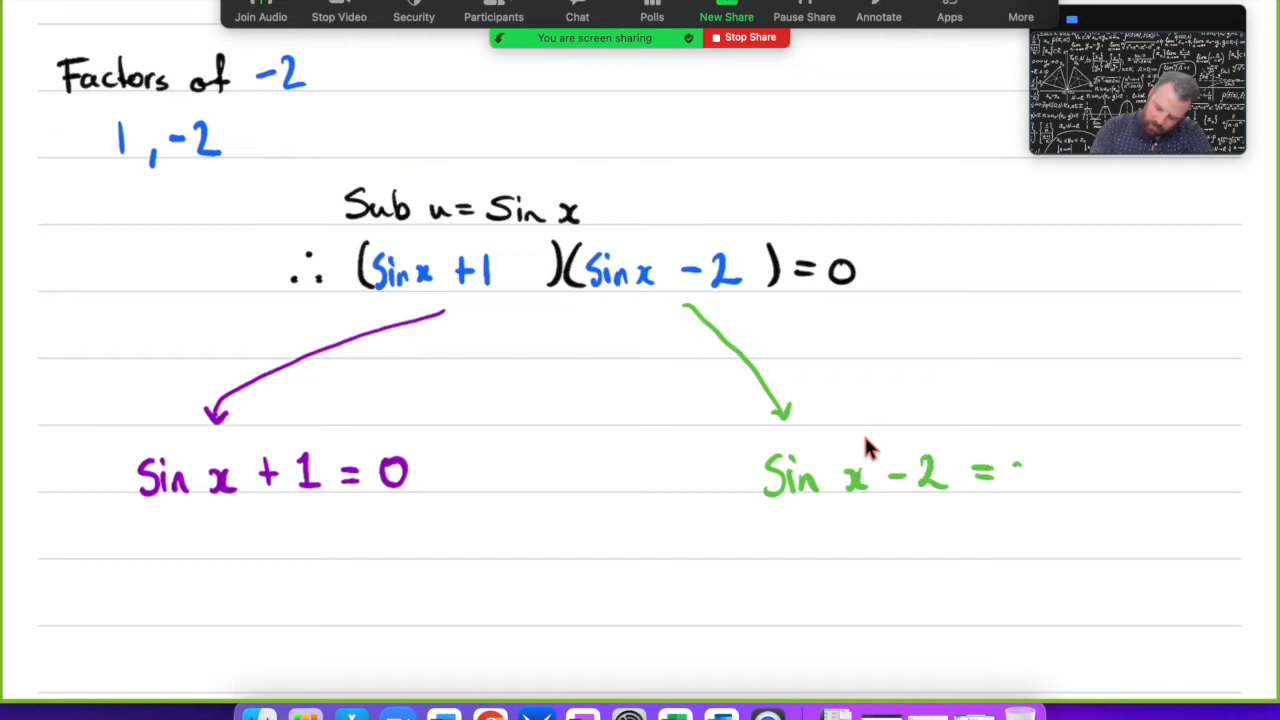 Join Audio Stop Video Security Participants Chat Polls New Share Pause Share Annotate Apps More
You are screen sharing Stop Share
Factors of -2
1, -2
Sub u = Sin x
∴ (Sin x + 1 )(Sin x - 2 ) = 0
Sin x + 1 = 0 Sin x - 2 =